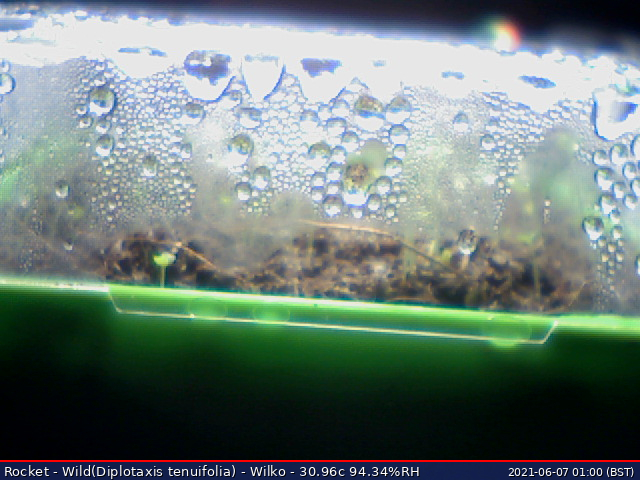 Rocket - Wild(Diplotaxis tenuifolia) - Wilko - 30.96c 94.34%RH 2021-06-07 01:00 (BST)